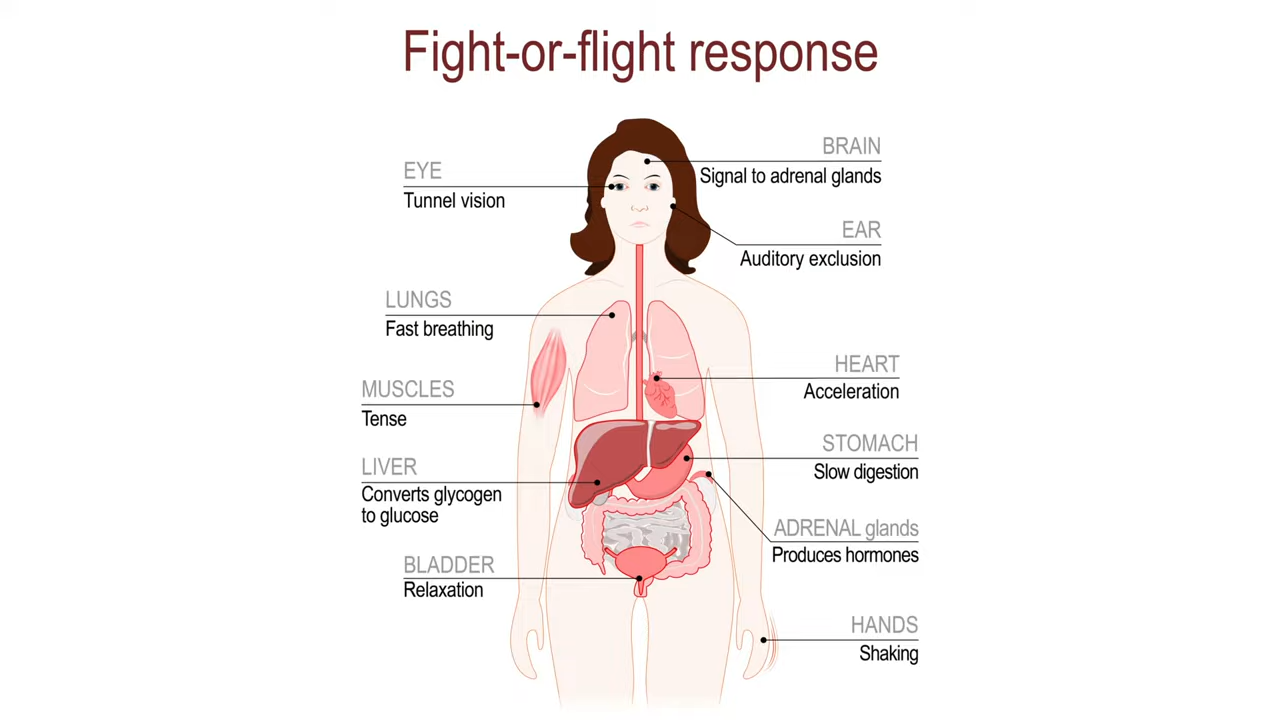 Fight-or-flight response
BRAIN
Signal to adrenal glands
EYE
Tunnel vision
EAR
Auditory exclusion
LUNGS
Fast breathing
HEART
Acceleration
MUSCLES
Tense
STOMACH
Slow digestion
LIVER
Converts glycogen
to glucose
ADRENAL glands
Produces hormones
BLADDER
Relaxation
HANDS
Shaking